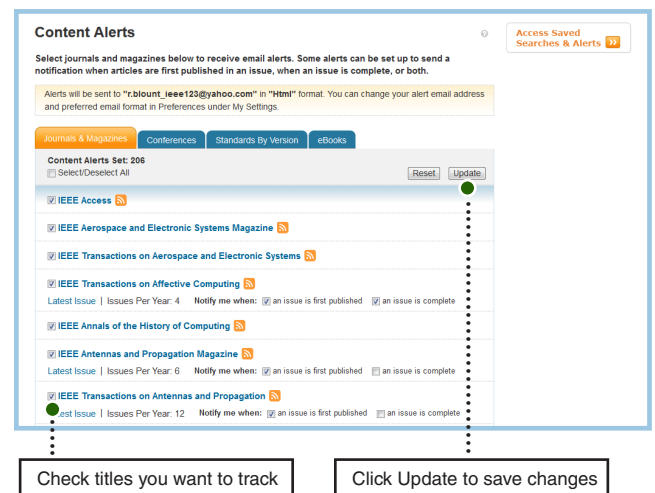 Content Alerts
Access Saved
Searches & Alerts
Select journals and magazines below to receive email alerts. Some alerts can be set up to send a
notification when articles are first published in an issue, when an issue is complete, or both.
Alerts will be sent to "r.blount_ieee123@yahoo.com" in "Html" format. You can change your alert email address
and preferred email format in Preferences under My Settings.
Journals & Magazines Conferences Standards By Version eBooks
Content Alerts Set: 206
Select/Deselect All Reset Update
IEEE Access
IEEE Aerospace and Electronic Systems Magazine
IEEE Transactions on Aerospace and Electronic Systems
IEEE Transactions on Affective Computing
Latest Issue | Issues Per Year: 4 Notify me when: an issue is first published an issue is complete
IEEE Annals of the History of Computing
IEEE Antennas and Propagation Magazine
Latest Issue | Issues Per Year: 6 Notify me when: an issue is first published an issue is complete
IEEE Transactions on Antennas and Propagation
Latest Issue | Issues Per Year: 12 Notify me when: an issue is first published an issue is complete
Check titles you want to track Click Update to save changes